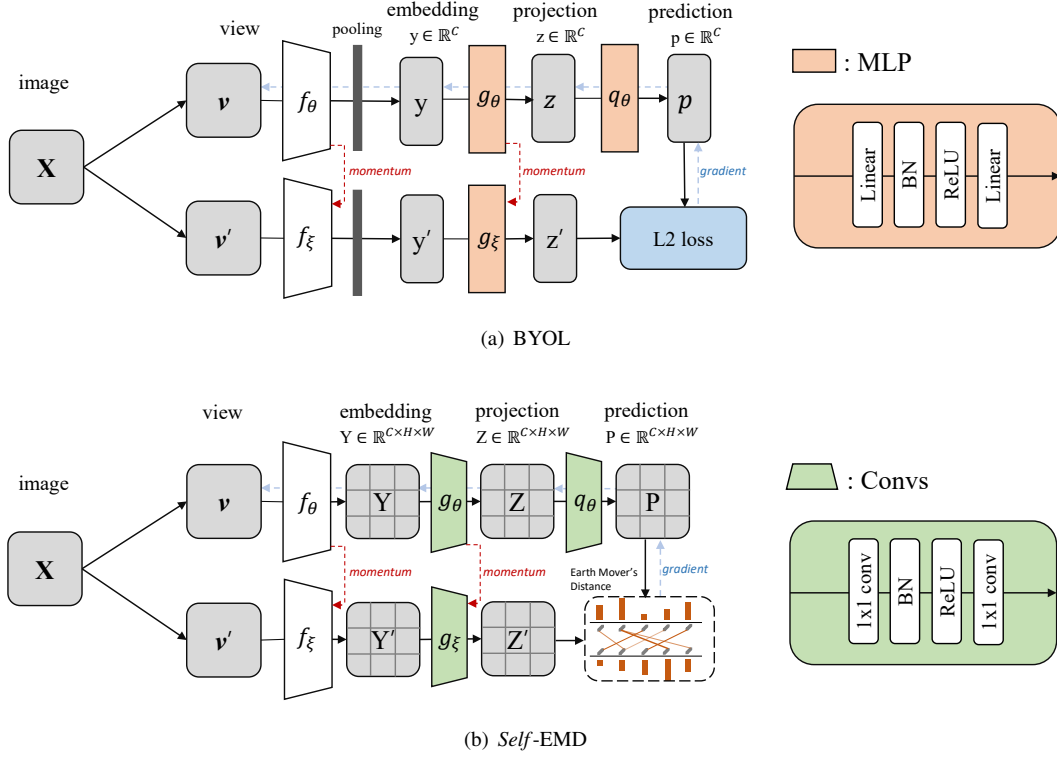 embedding
projection
prediction
view
pooling
y ∈ ℝ^C
z ∈ ℝ^C
p ∈ ℝ^C
: MLP
image
X
v
f_θ
y
g_θ
z
q_θ
p
Linear
BN
ReLU
Linear
momentum
momentum
gradient
v′
f_ξ
y′
g_ξ
z′
L2 loss
(a) BYOL
view
embedding
projection
prediction
Y ∈ ℝ^{C×H×W}
Z ∈ ℝ^{C×H×W}
P ∈ ℝ^{C×H×W}
image
: Convs
X
v
f_θ
Y
g_θ
Z
q_θ
P
1x1 conv
BN
ReLU
1x1 conv
momentum
momentum
Earth Mover's
Distance
gradient
v′
f_ξ
Y′
g_ξ
Z′
(b) Self-EMD